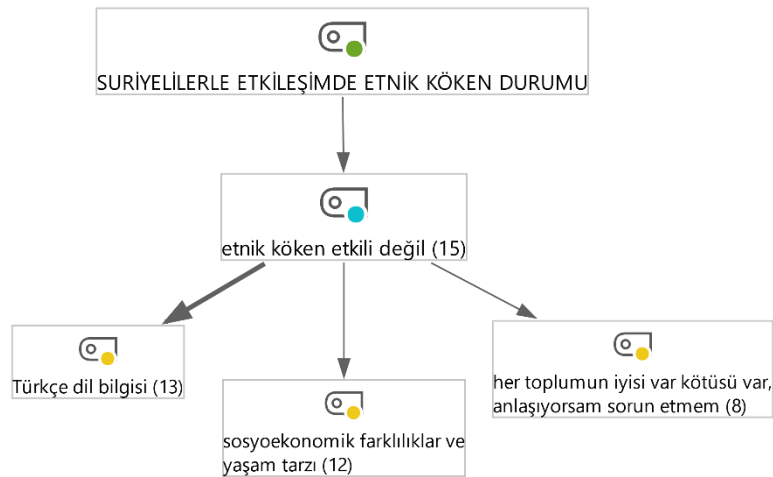 SURİYELİLERLE ETKİLEŞİMDE ETNİK KÖKEN DURUMU
etnik köken etkili değil (15)
Türkçe dil bilgisi (13)
sosyoekonomik farklılıklar ve
yaşam tarzı (12)
her toplumun iyisi var kötüsü var,
anlaşıyorsam sorun etmem (8)